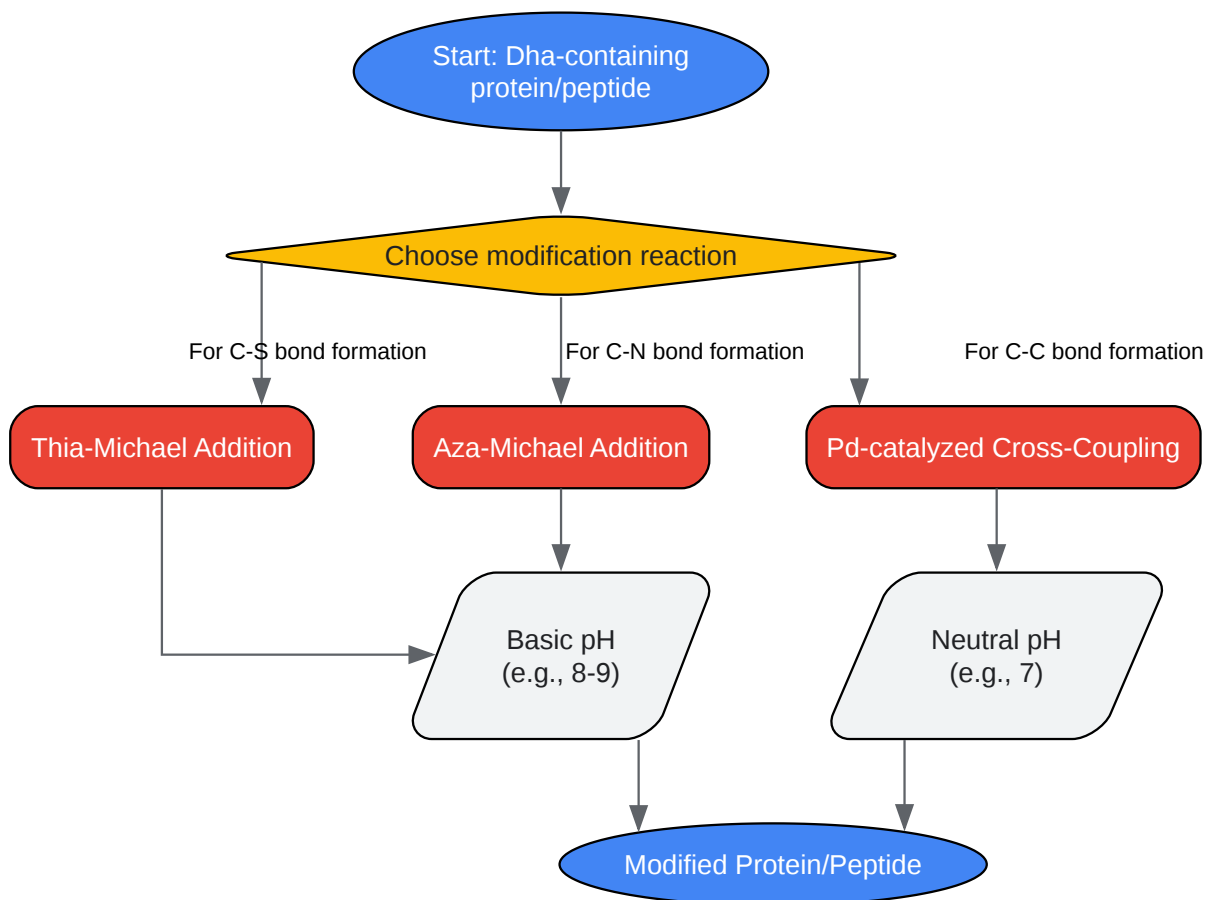 Start: Dha-containing
protein/peptide
Choose modification reaction
For C-S bond formation
For C-N bond formation
For C-C bond formation
Thia-Michael Addition
Aza-Michael Addition
Pd-catalyzed Cross-Coupling
Basic pH
(e.g., 8-9)
Neutral pH
(e.g., 7)
Modified Protein/Peptide